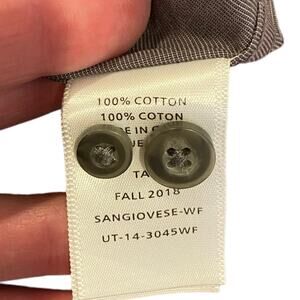 100% COTTON
100% COTON
FALL 2018
SANGIOVESE-WF
UT-14-3045WF